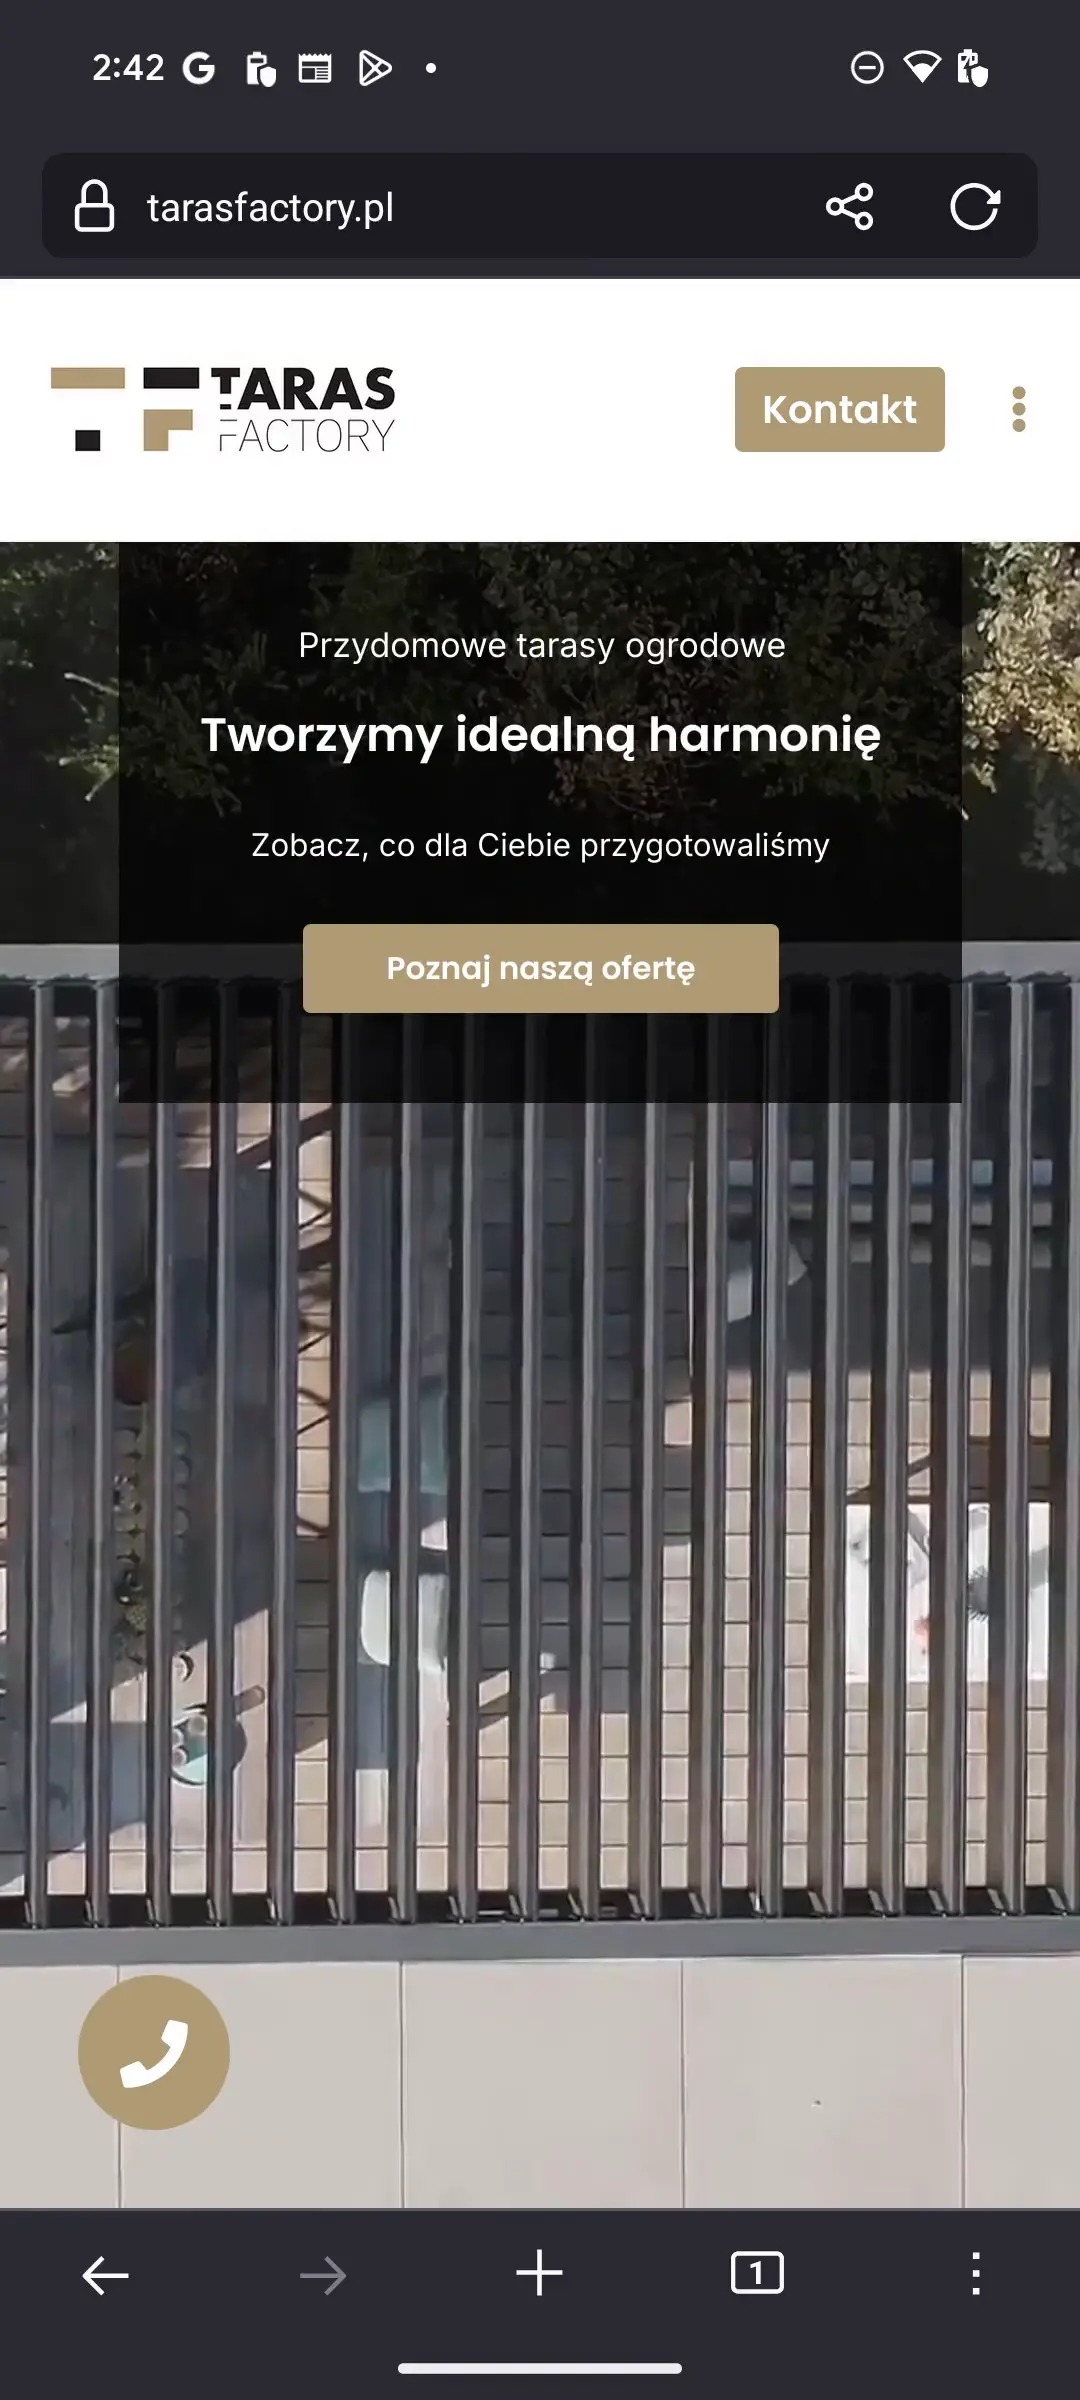 2:42
tarasfactory.pl
TARAS
FACTORY
Kontakt
Przydomowe tarasy ogrodowe
Tworzymy idealną harmonię
Zobacz, co dla Ciebie przygotowaliśmy
Poznaj naszą ofertę
1